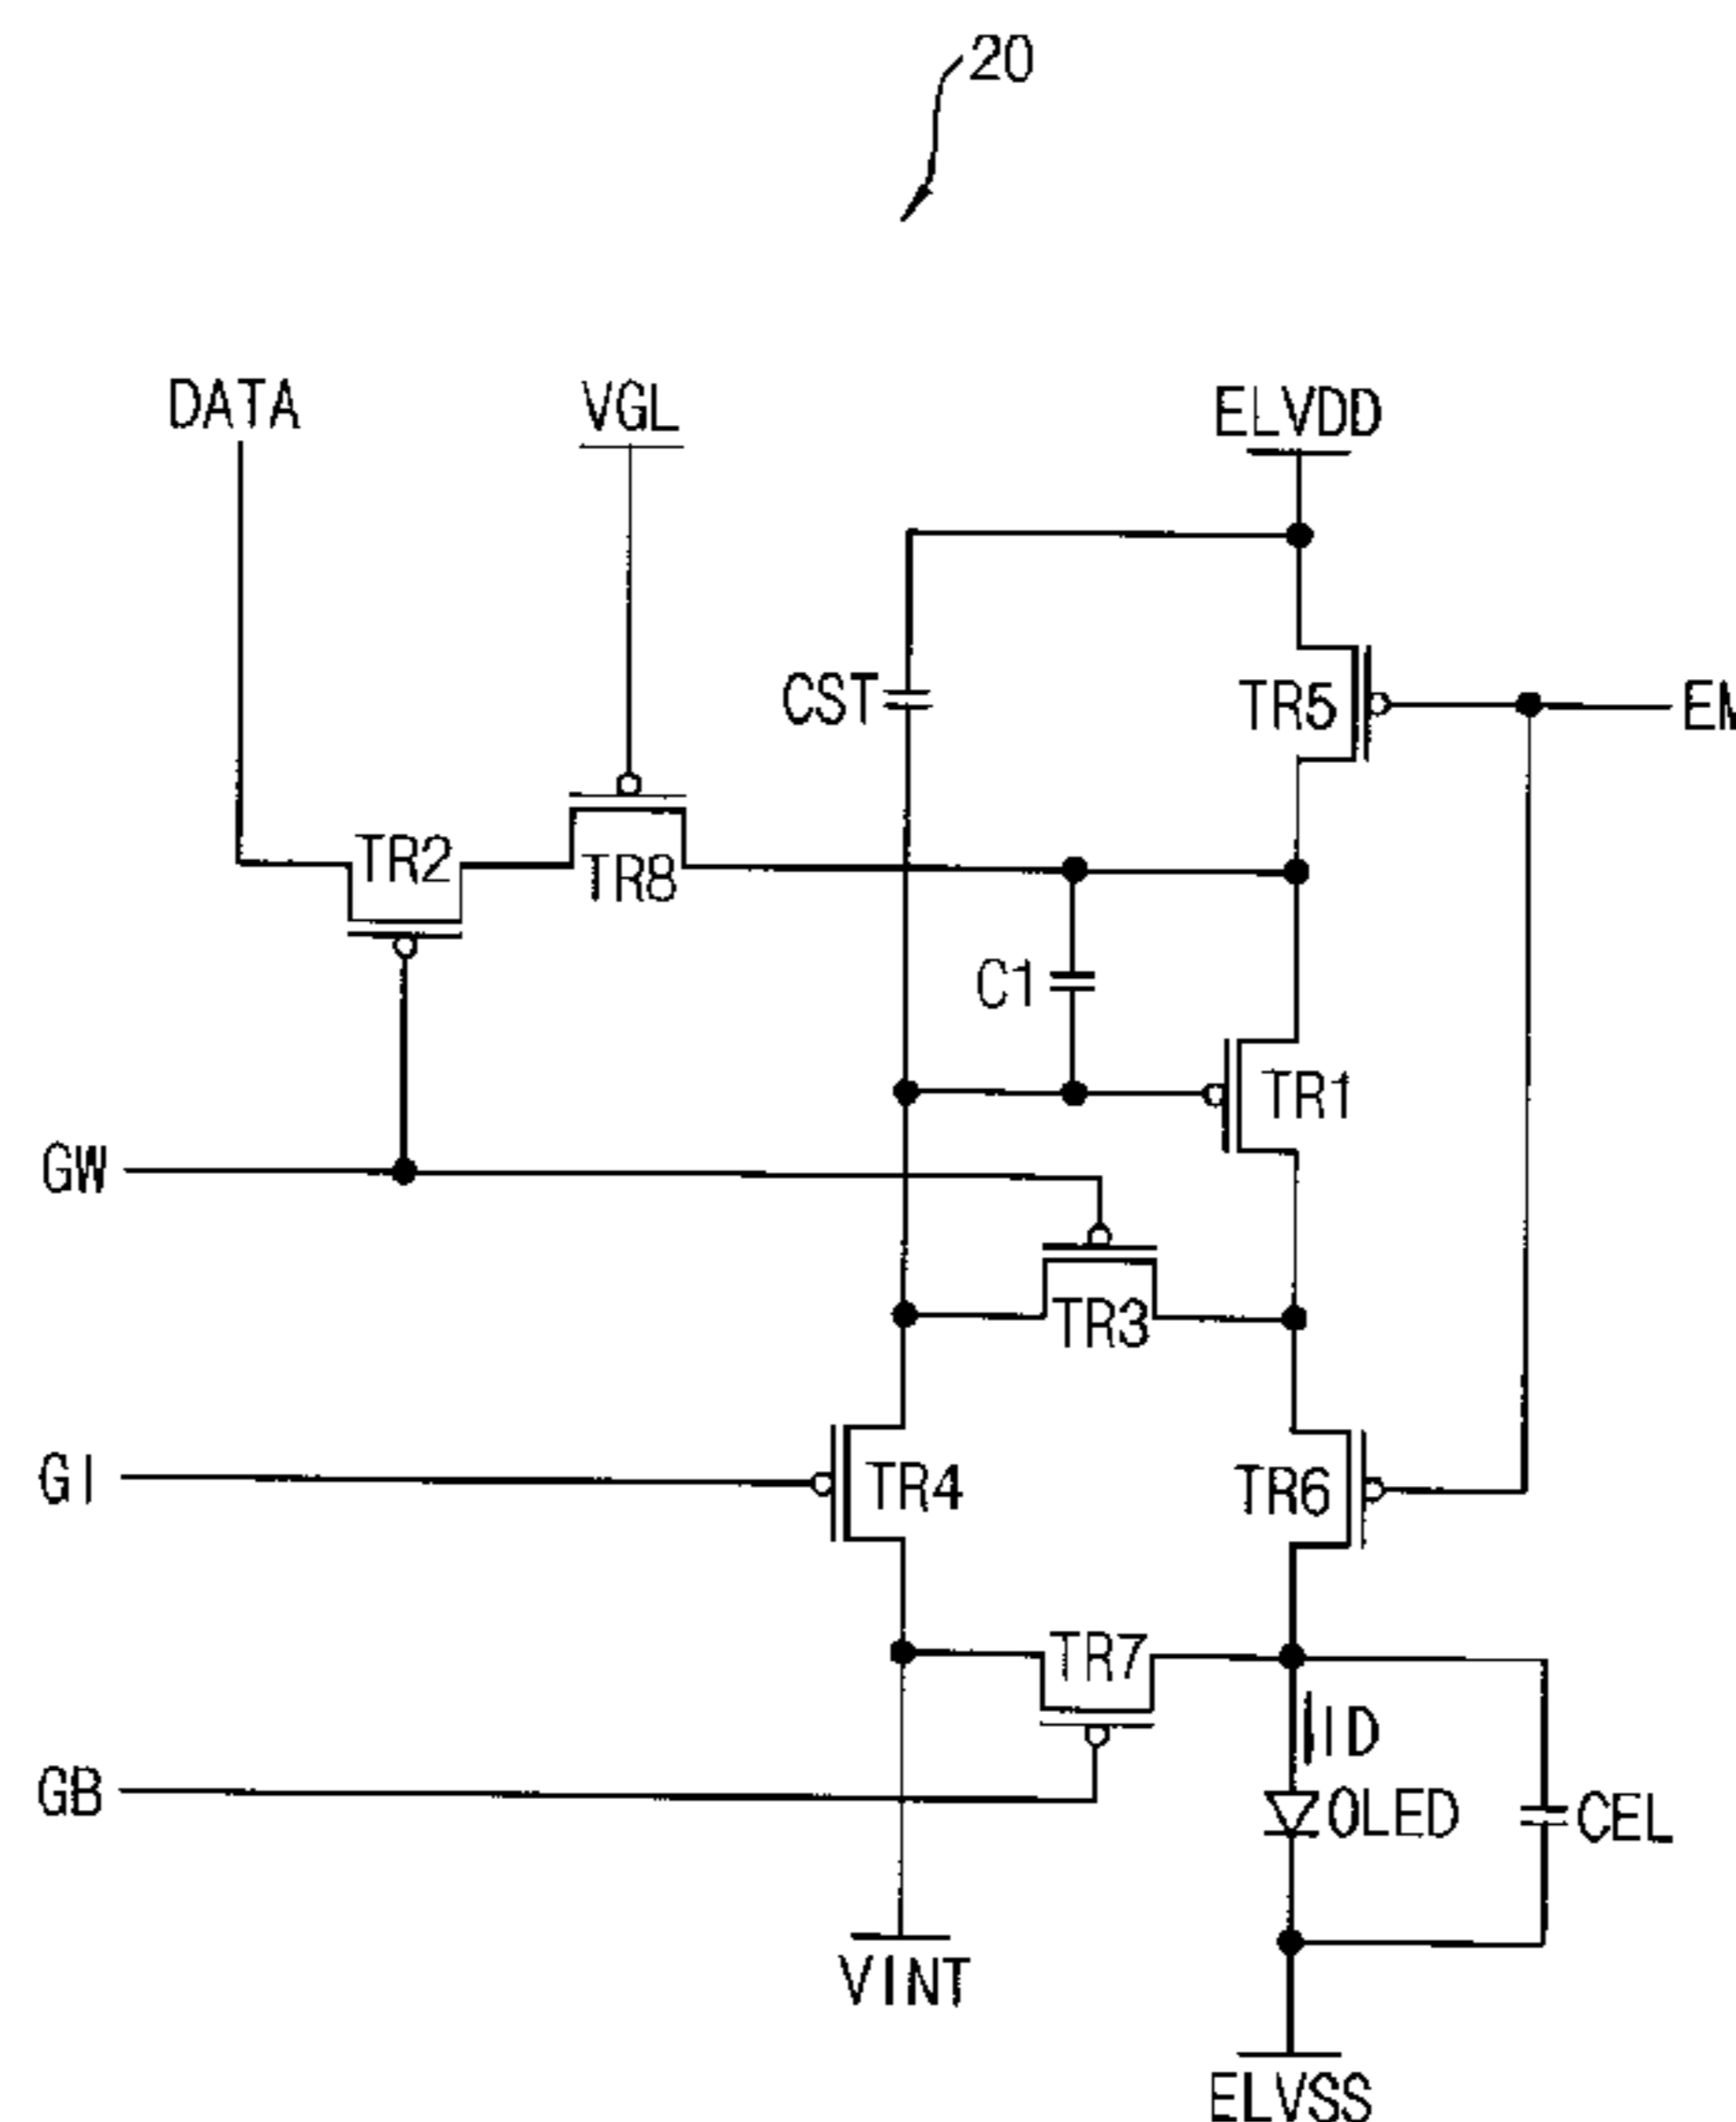 20
DATA
VGL
ELVDD
CST
TR5
EM
TR2
TR8
C1
TR1
GW
TR3
GI
TR4
TR6
TR7
ID
GB
OLED
CEL
VINT
ELVSS